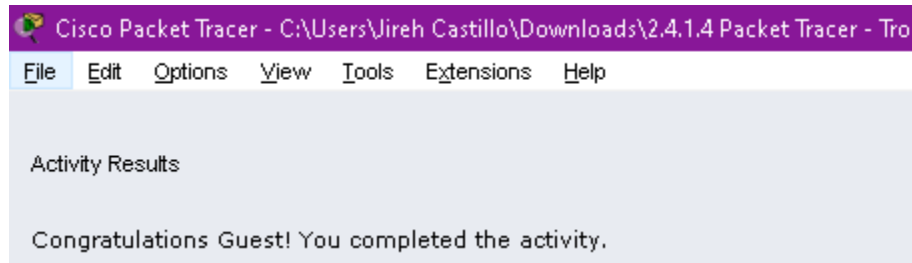 Cisco Packet Tracer - C:\Users\Jireh Castillo\Downloads\2.4.1.4 Packet Tracer - Tro
File Edit Options View Tools Extensions Help
Activity Results
Congratulations Guest! You completed the activity.